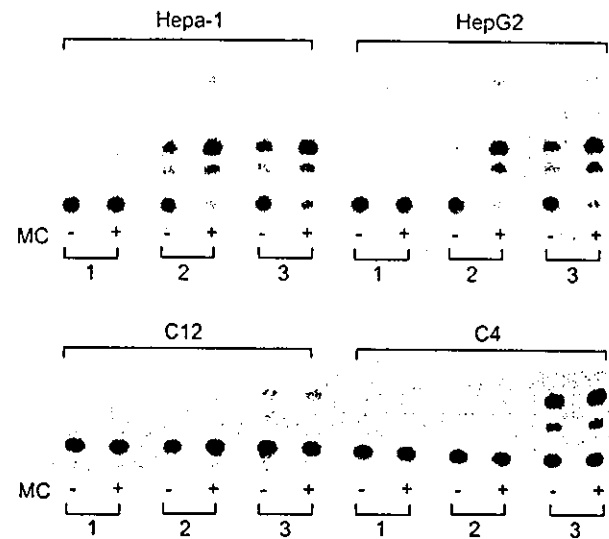 Hepa-1 HepG2
MC - + - + - + - + - + - +
1 2 3 1 2 3
C12 C4
MC - + - + - + - + - + - +
1 2 3 1 2 3